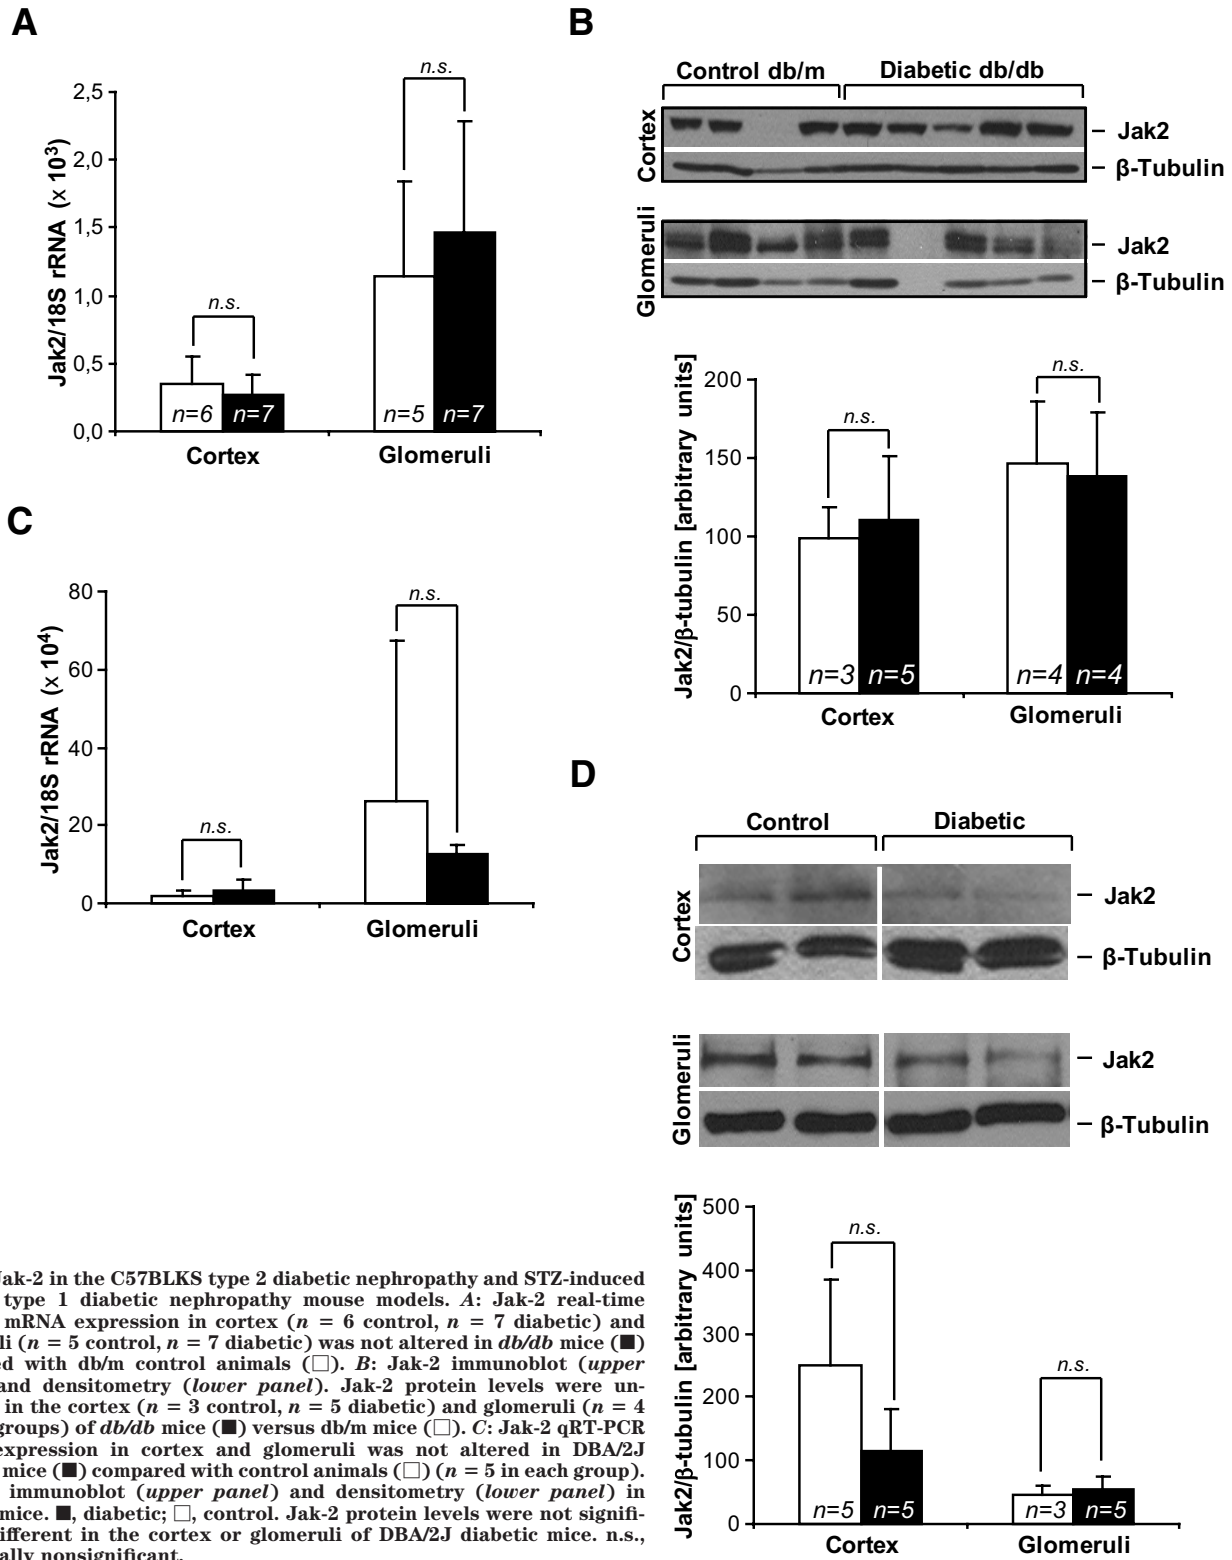 A
n.s.
2,5
2,0
1,5
1,0
0,5
0,0
Jak2/18S rRNA (x 10³)
n.s.
n=6 n=7
n=5 n=7
Cortex Glomeruli
B
Control db/m Diabetic db/db
Cortex
Jak2
β-Tubulin
Glomeruli
Jak2
β-Tubulin
Jak2/β-tubulin [arbitrary units]
200
150
100
50
0
n.s.
n.s.
n=3 n=5
n=4 n=4
Cortex Glomeruli
C
Jak2/18S rRNA (x 10⁴)
80
60
40
20
0
n.s.
n.s.
Cortex Glomeruli
D
Control Diabetic
Cortex
Jak2
β-Tubulin
Glomeruli
Jak2
β-Tubulin
Jak2/β-tubulin [arbitrary units]
500
400
300
200
100
0
n.s.
n.s.
n=5 n=5
n=3 n=5
Cortex Glomeruli
Jak-2 in the C57BLKS type 2 diabetic nephropathy and STZ-induced
type 1 diabetic nephropathy mouse models. A: Jak-2 real-time
mRNA expression in cortex (n = 6 control, n = 7 diabetic) and
li (n = 5 control, n = 7 diabetic) was not altered in db/db mice (■)
ed with db/m control animals (□). B: Jak-2 immunoblot (upper
and densitometry (lower panel). Jak-2 protein levels were un-
in the cortex (n = 3 control, n = 5 diabetic) and glomeruli (n = 4
groups) of db/db mice (■) versus db/m mice (□). C: Jak-2 qRT-PCR
expression in cortex and glomeruli was not altered in DBA/2J
mice (■) compared with control animals (□) (n = 5 in each group).
immunoblot (upper panel) and densitometry (lower panel) in
mice. ■, diabetic; □, control. Jak-2 protein levels were not signifi-
ifferent in the cortex or glomeruli of DBA/2J diabetic mice. n.s.,
ally nonsignificant.